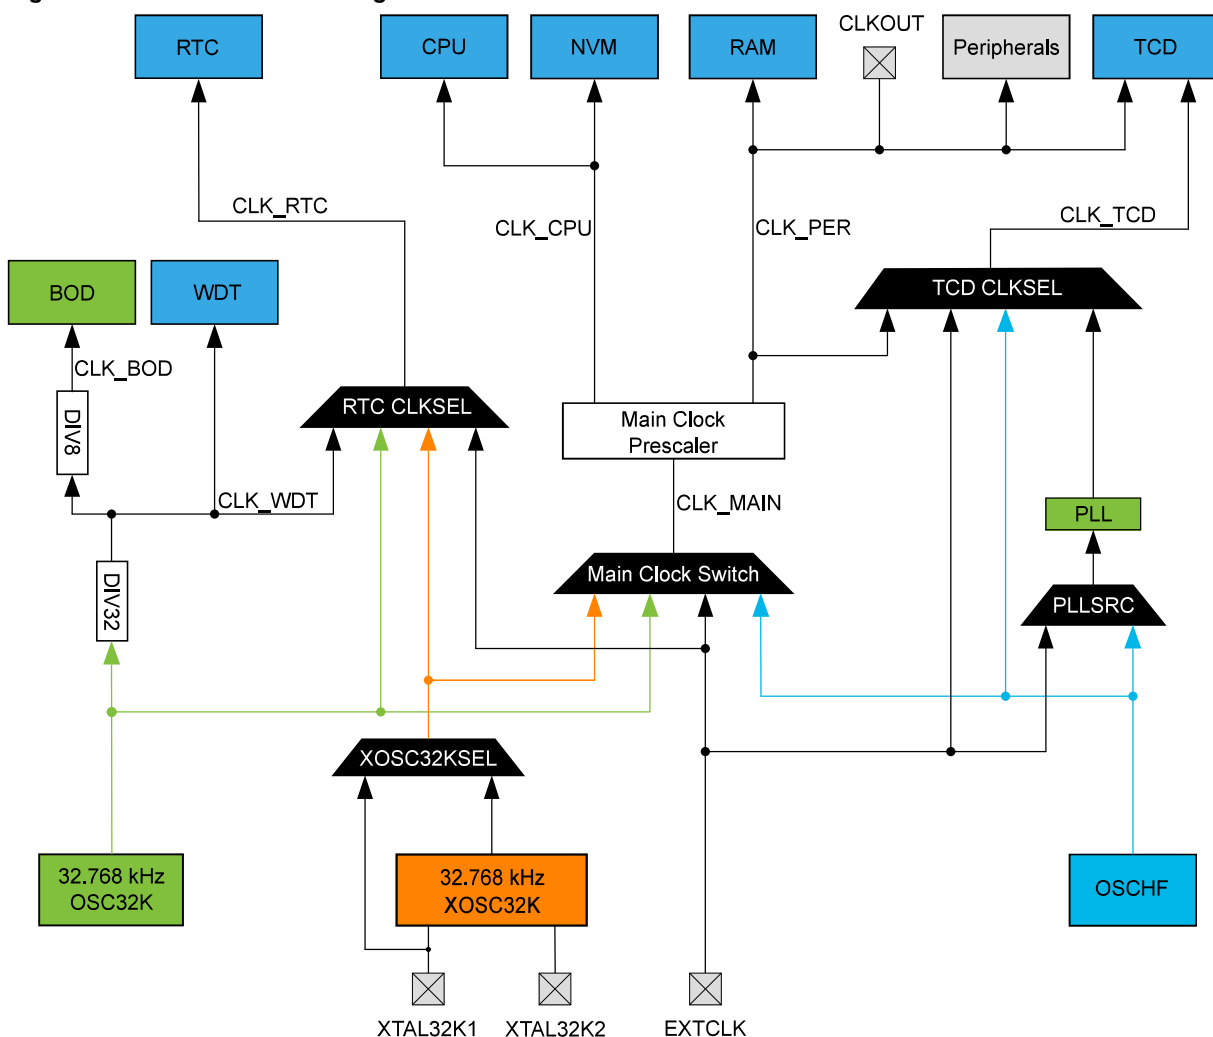 CLKOUT
RTC
CPU
NVM
RAM
Peripherals
TCD
CLK_RTC
CLK_CPU
CLK_PER
CLK_TCD
BOD
WDT
TCD CLKSEL
CLK_BOD
DIV8
RTC CLKSEL
Main Clock
Prescaler
CLK_WDT
CLK_MAIN
PLL
DIV32
Main Clock Switch
PLLSRC
XOSC32KSEL
32.768 kHz
OSC32K
32.768 kHz
XOSC32K
OSCHF
XTAL32K1
XTAL32K2
EXTCLK